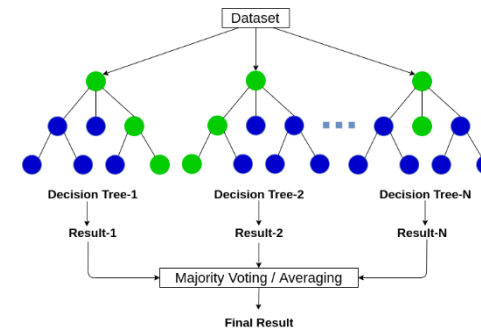 Dataset
Decision Tree-1
Decision Tree-2
Decision Tree-N
Result-1
Result-2
Result-N
Majority Voting / Averaging
Final Result